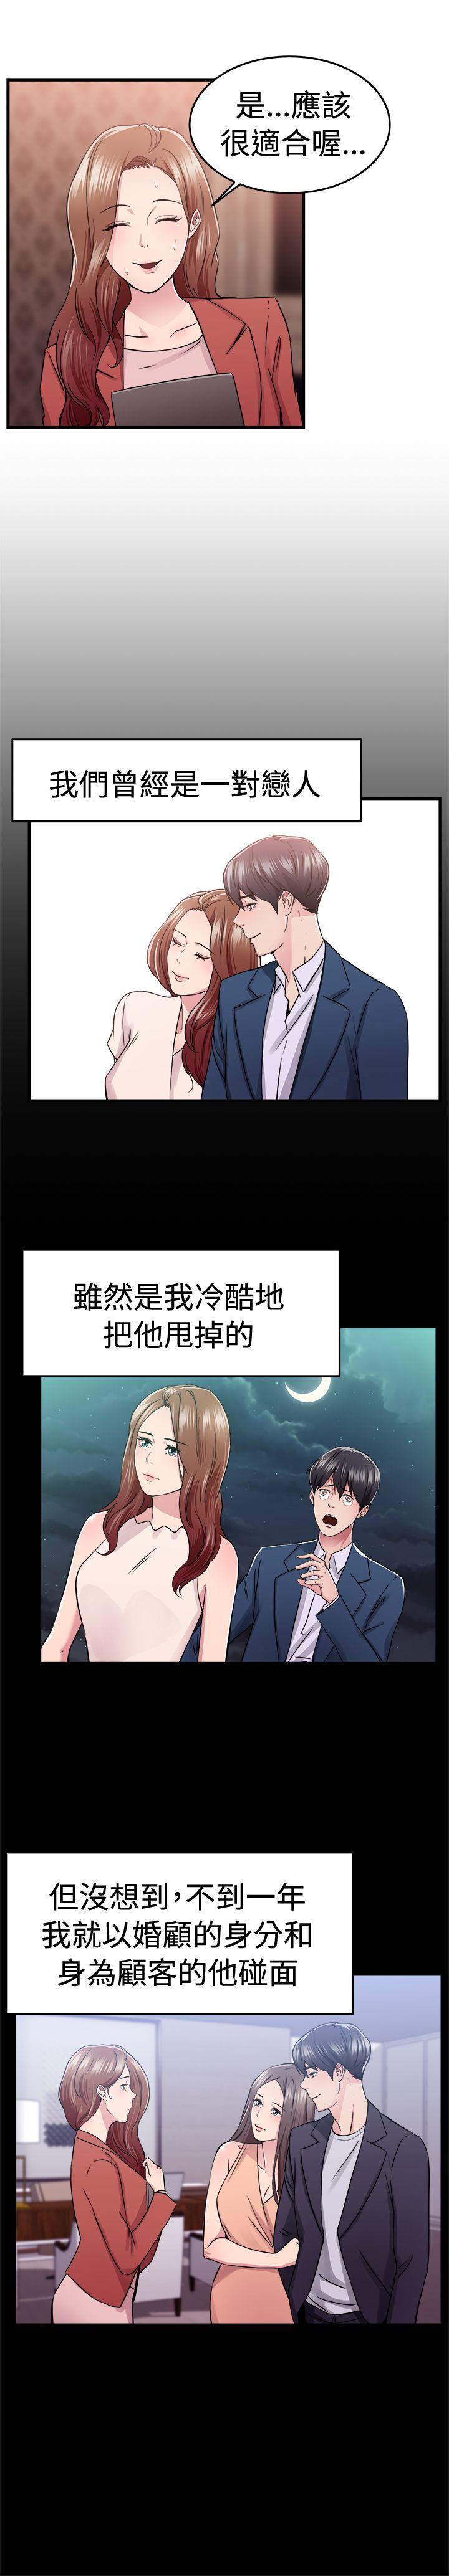 是…應該
很適合喔…
我們曾經是一對戀人
雖然是我冷酷地
把他甩掉的
但沒想到，不到一年
我就以婚顧的身分和
身為顧客的他碰面